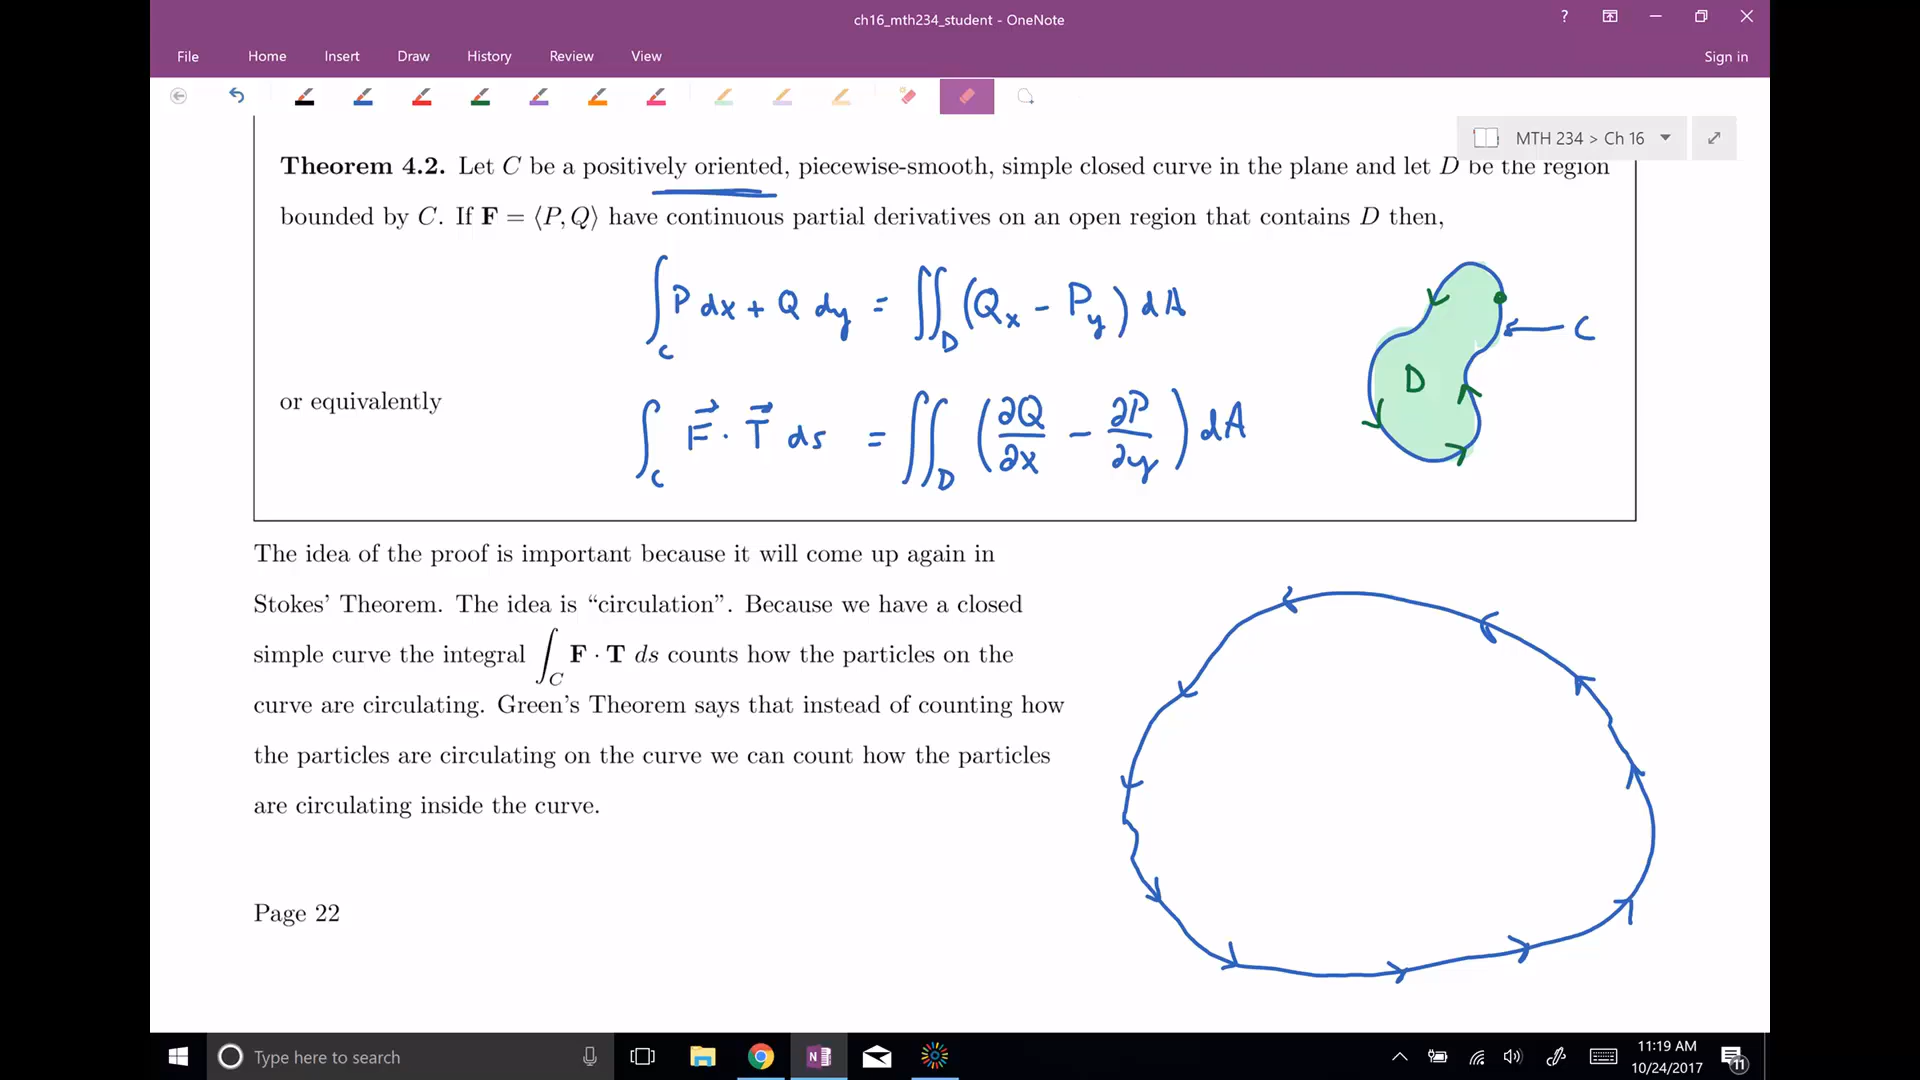 ch16_mth234_student - OneNote
File Home Insert Draw History Review View Sign in
MTH 234 > Ch 16
Theorem 4.2. Let C be a positively oriented, piecewise-smooth, simple closed curve in the plane and let D be the region
bounded by C. If F = ⟨P, Q⟩ have continuous partial derivatives on an open region that contains D then,
∫_C P dx + Q dy = ∬_D (Q_x − P_y) dA
C
D
or equivalently
∫_C F⃗ · T⃗ ds = ∬_D (∂Q/∂x − ∂P/∂y) dA
The idea of the proof is important because it will come up again in
Stokes’ Theorem. The idea is “circulation”. Because we have a closed
simple curve the integral ∫_C F · T ds counts how the particles on the
curve are circulating. Green’s Theorem says that instead of counting how
the particles are circulating on the curve we can count how the particles
are circulating inside the curve.
Page 22
Type here to search
11:19 AM
10/24/2017
11